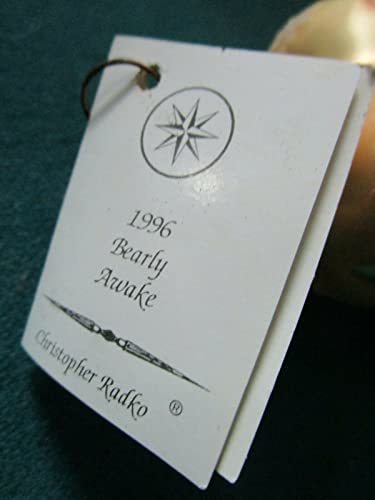 1996
Bearly
Awake
Christopher Radko ®